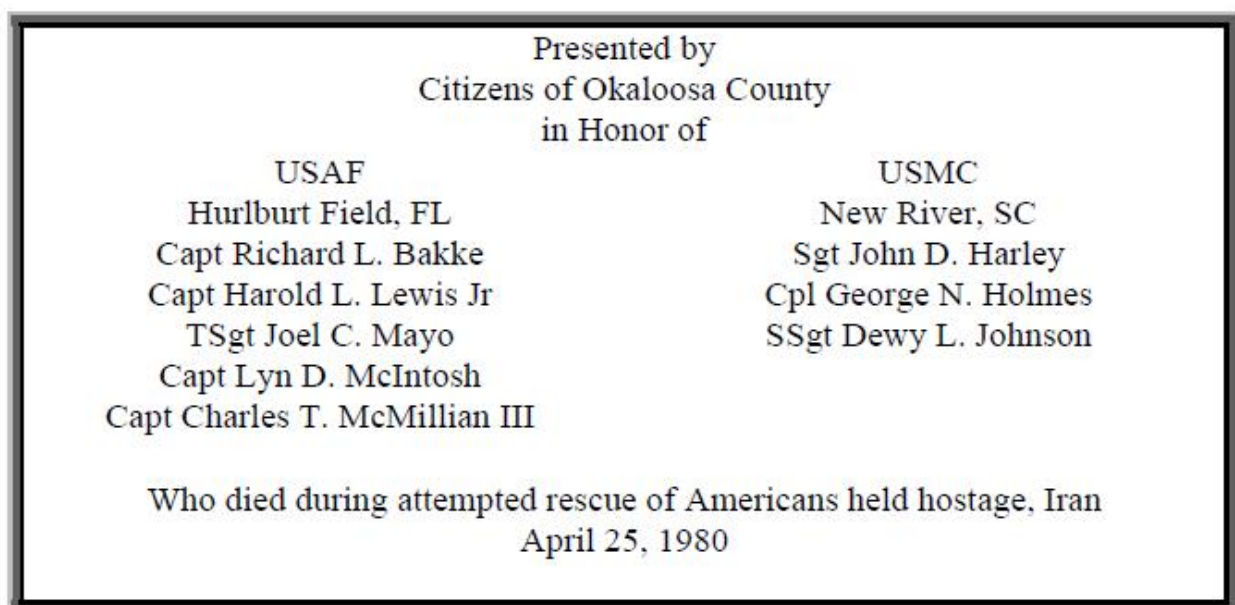 Presented by
Citizens of Okaloosa County
in Honor of
USAF
Hurlburt Field, FL
Capt Richard L. Bakke
Capt Harold L. Lewis Jr
TSgt Joel C. Mayo
Capt Lyn D. McIntosh
Capt Charles T. McMillian III
USMC
New River, SC
Sgt John D. Harley
Cpl George N. Holmes
SSgt Dewy L. Johnson
Who died during attempted rescue of Americans held hostage, Iran
April 25, 1980